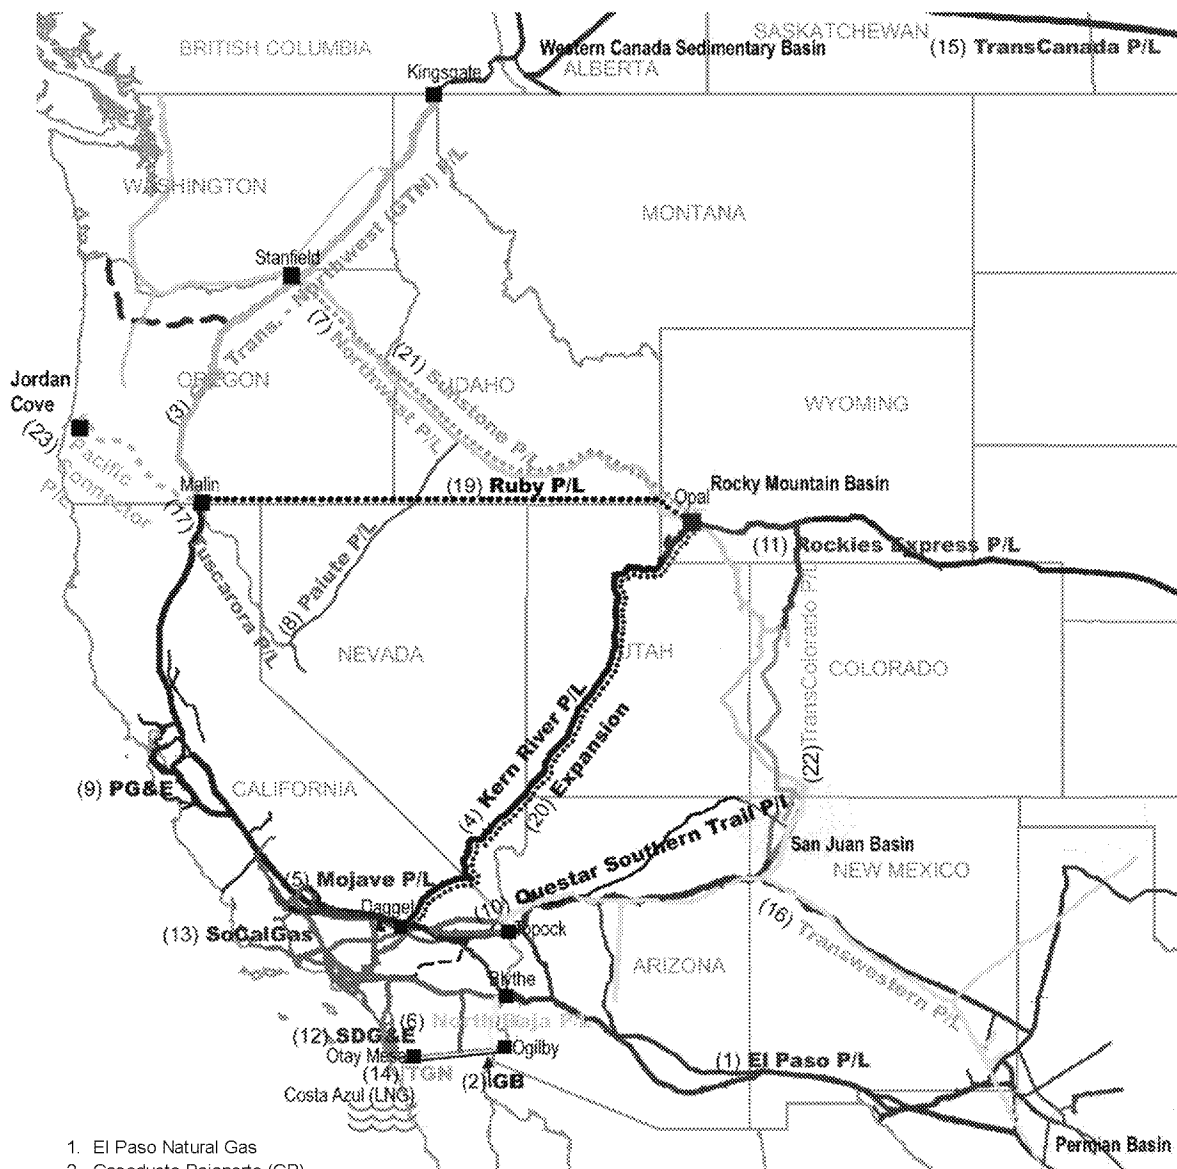 SASKATCHEWAN
BRITISH COLUMBIA
Western Canada Sedimentary Basin
(15) TransCanada P/L
ALBERTA
Kingsgate
WASHINGTON
MONTANA
Trans. - Northwest (GTN) P/L
Stanfield
(7) Northwest P/L
(21) Sunstone P/L
Jordan
Cove
OREGON
IDAHO
WYOMING
(3)
(23)
Pacific
Connector
Malin
(19) Ruby P/L
Opal
Rocky Mountain Basin
(17) Tuscarora P/L
(8) Paiute P/L
(11) Rockies Express P/L
NEVADA
UTAH
COLORADO
(22) TransColorado P/L
(4) Kern River P/L
(20) Expansion
(9) PG&E
CALIFORNIA
(10) Questar Southern Trail P/L
San Juan Basin
NEW MEXICO
(5) Mojave P/L
Dagget
(13) SoCalGas
Topock
(16) Transwestern P/L
ARIZONA
Blythe
(6) North Baja P/L
(12) SDG&E
Otay Mesa
Ogilby
(1) El Paso P/L
(14) TGN
(2) GB
Costa Azul (LNG)
Permian Basin
1. El Paso Natural Gas
2. Gasoducto Bajanorte (GB)